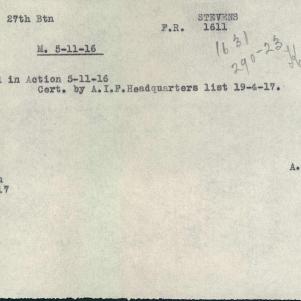 27th Btn STEVENS
F.R. 1611
1631
290-23
M. 5-11-16
in Action 5-11-16
Cert. by A.I.F.Headquarters list 19-4-17.
A.
17